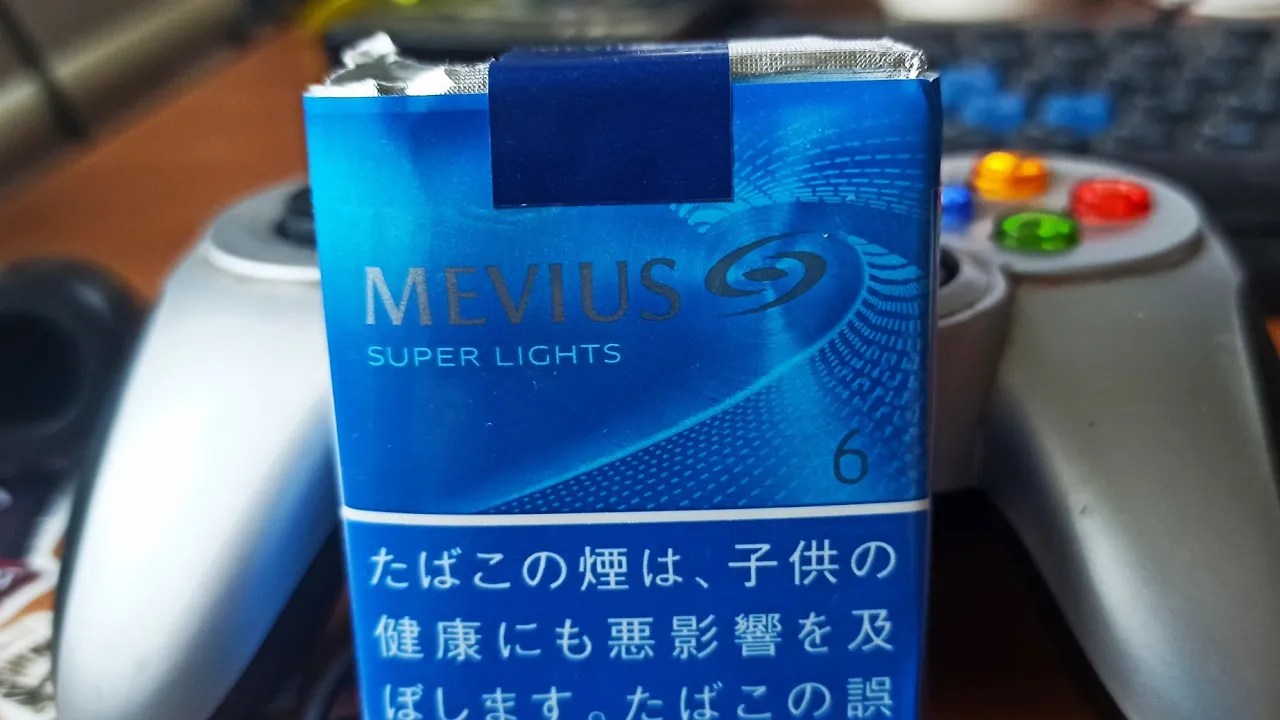 MEVIUS
SUPER LIGHTS
6
たばこの煙は、子供の
健康にも悪影響を及
ぼします。たばこの誤